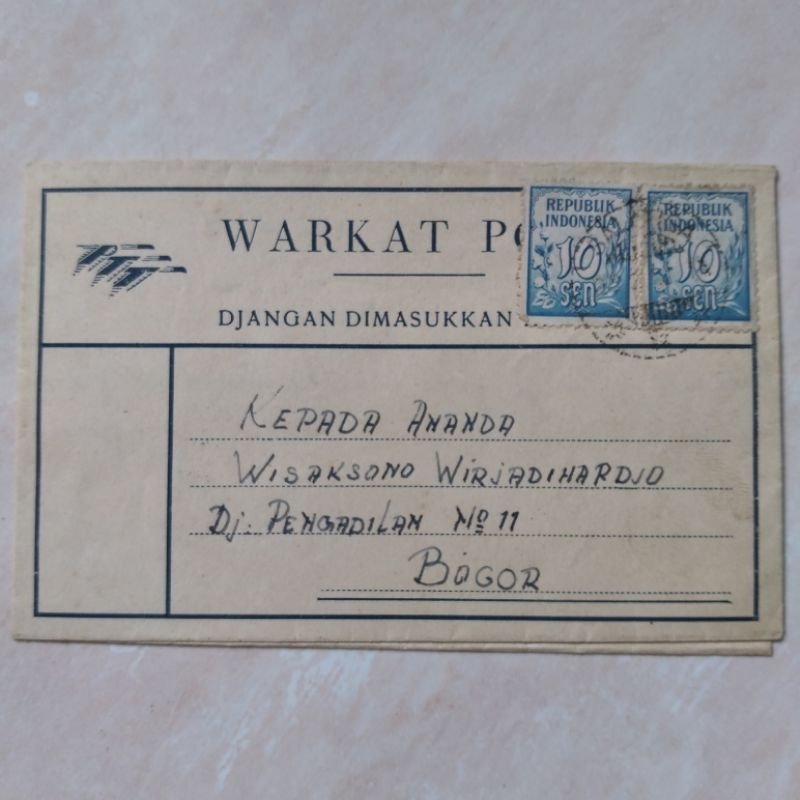 PTT
WARKAT
DJANGAN DIMASUKKAN
REPUBLIK
INDONESIA
10
sen
REPUBLIK
INDONESIA
10
sen
KEPADA ANANDA
WISAKSONO WIRJADIHARDJO
Dj. PENGADILAN No 11
BOGOR